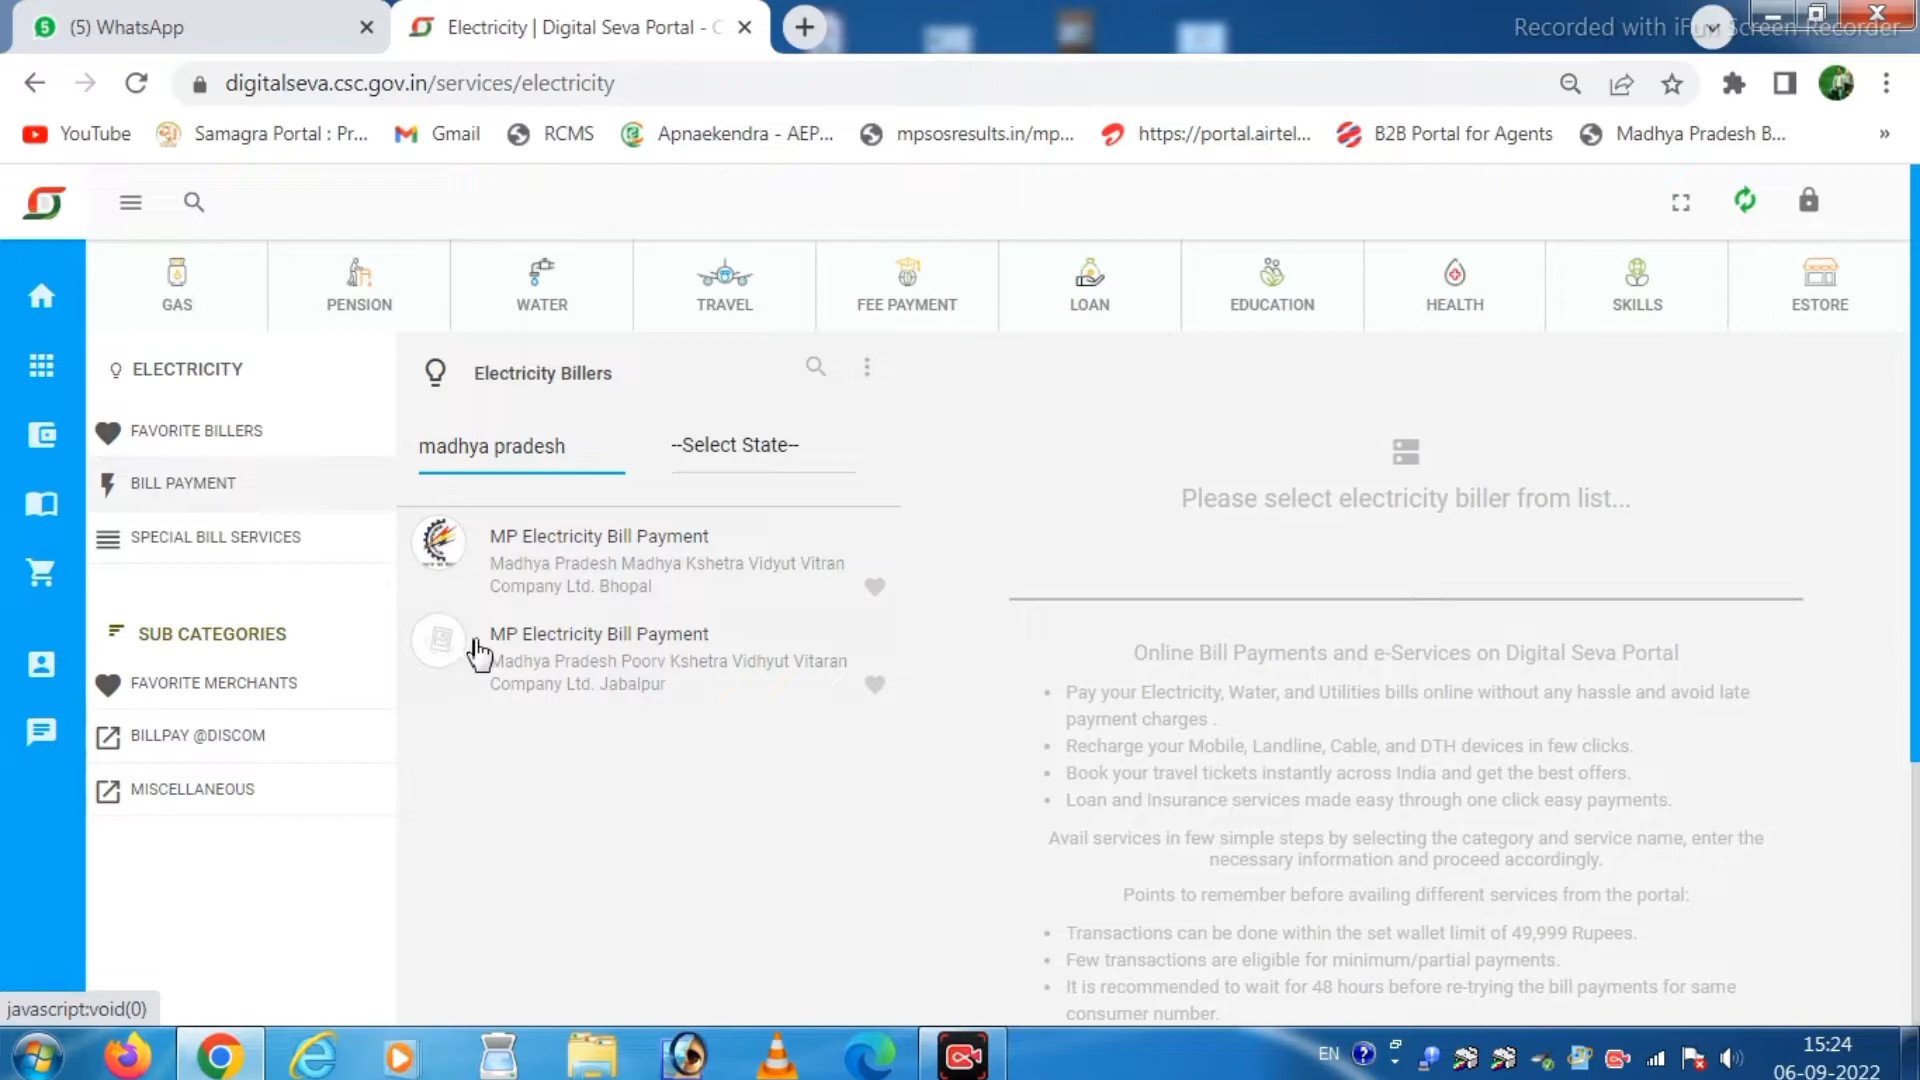 (5) WhatsApp
Electricity | Digital Seva Portal - C
Recorded with iFun Screen Recorder
digitalseva.csc.gov.in/services/electricity
YouTube
Samagra Portal : Pr...
Gmail
RCMS
Apnaekendra - AEP...
mpsosresults.in/mp...
https://portal.airtel...
B2B Portal for Agents
Madhya Pradesh B...
»
GAS
PENSION
WATER
TRAVEL
FEE PAYMENT
LOAN
EDUCATION
HEALTH
SKILLS
ESTORE
ELECTRICITY
FAVORITE BILLERS
BILL PAYMENT
SPECIAL BILL SERVICES
SUB CATEGORIES
FAVORITE MERCHANTS
BILLPAY @DISCOM
MISCELLANEOUS
Electricity Billers
madhya pradesh
--Select State--
MP Electricity Bill Payment
Madhya Pradesh Madhya Kshetra Vidyut Vitran
Company Ltd. Bhopal
MP Electricity Bill Payment
Madhya Pradesh Poorv Kshetra Vidhyut Vitaran
Company Ltd. Jabalpur
Please select electricity biller from list...
Online Bill Payments and e-Services on Digital Seva Portal
• Pay your Electricity, Water, and Utilities bills online without any hassle and avoid late
payment charges .
• Recharge your Mobile, Landline, Cable, and DTH devices in few clicks.
• Book your travel tickets instantly across India and get the best offers.
• Loan and Insurance services made easy through one click easy payments.
Avail services in few simple steps by selecting the category and service name, enter the
necessary information and proceed accordingly.
Points to remember before availing different services from the portal:
• Transactions can be done within the set wallet limit of 49,999 Rupees.
• Few transactions are eligible for minimum/partial payments.
• It is recommended to wait for 48 hours before re-trying the bill payments for same
consumer number.
javascript:void(0)
EN
15:24
06-09-2022